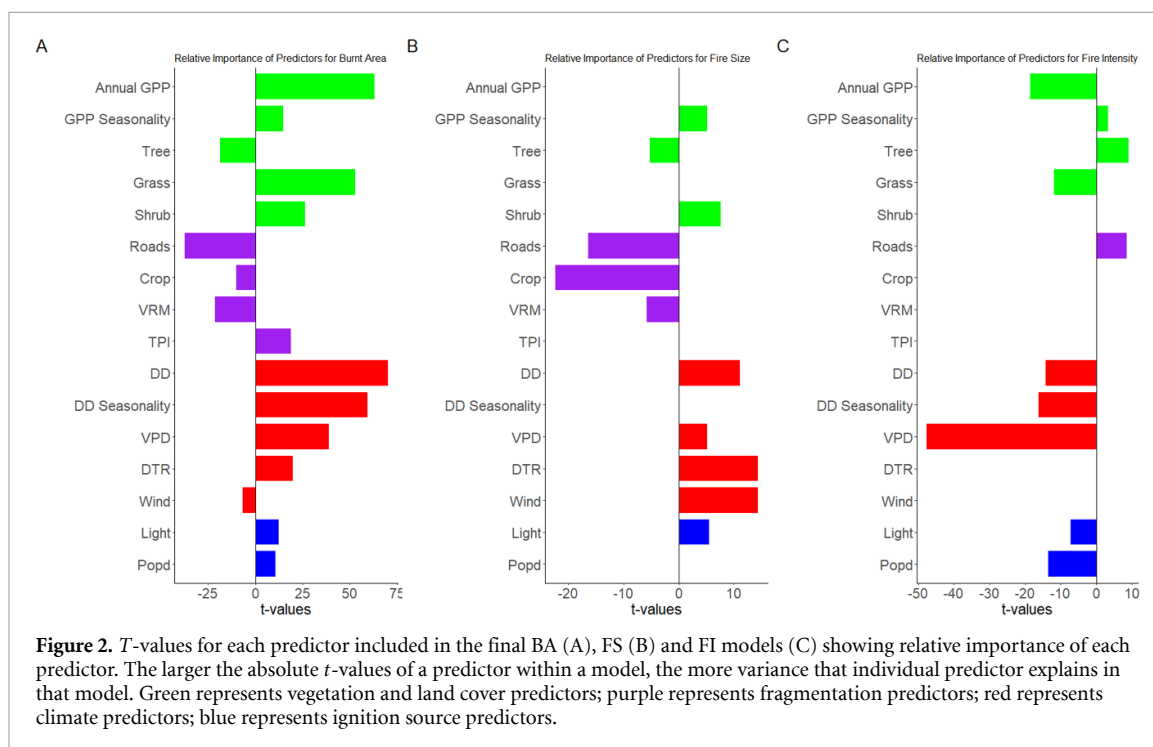 A
Relative Importance of Predictors for Burnt Area
Annual GPP
GPP Seasonality
Tree
Grass
Shrub
Roads
Crop
VRM
TPI
DD
DD Seasonality
VPD
DTR
Wind
Light
Popd
-25 0 25 50 75
t-values
B
Relative Importance of Predictors for Fire Size
Annual GPP
GPP Seasonality
Tree
Grass
Shrub
Roads
Crop
VRM
TPI
DD
DD Seasonality
VPD
DTR
Wind
Light
Popd
-20 -10 0 10
t-values
C
Relative Importance of Predictors for Fire Intensity
Annual GPP
GPP Seasonality
Tree
Grass
Shrub
Roads
Crop
VRM
TPI
DD
DD Seasonality
VPD
DTR
Wind
Light
Popd
-50 -40 -30 -20 -10 0 10
t-values
Figure 2. T-values for each predictor included in the final BA (A), FS (B) and FI models (C) showing relative importance of each
predictor. The larger the absolute t-values of a predictor within a model, the more variance that individual predictor explains in
that model. Green represents vegetation and land cover predictors; purple represents fragmentation predictors; red represents
climate predictors; blue represents ignition source predictors.